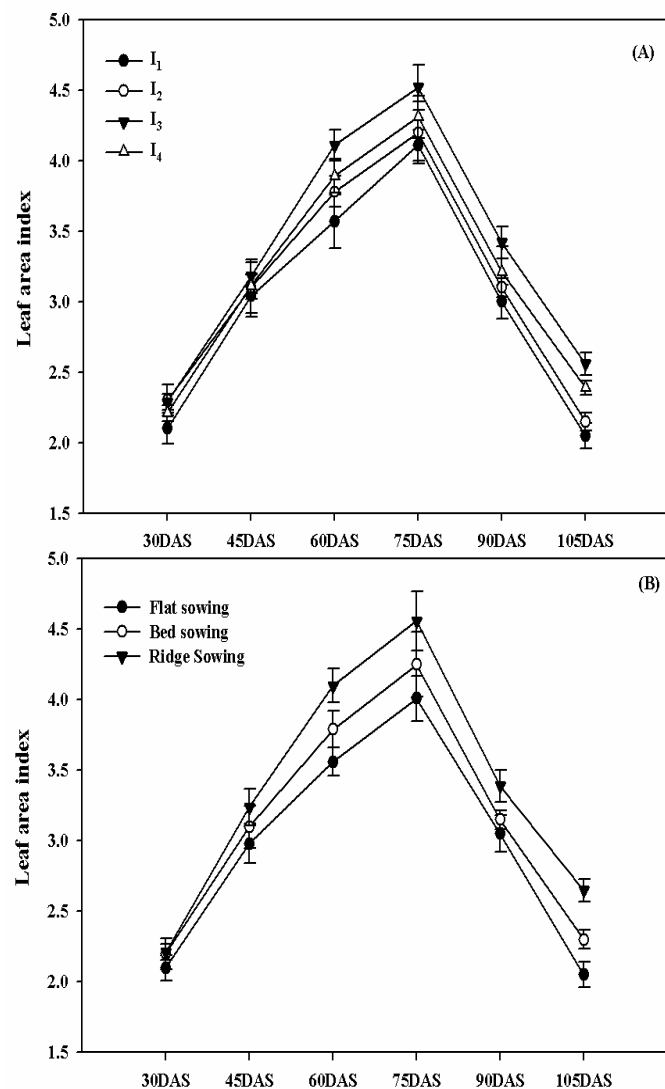 5.0
(A)
I₁
I₂
I₃
I₄
4.5
4.0
3.5
3.0
2.5
2.0
1.5
Leaf area index
30DAS 45DAS 60DAS 75DAS 90DAS 105DAS
5.0
(B)
Flat sowing
Bed sowing
Ridge Sowing
4.5
4.0
3.5
3.0
2.5
2.0
1.5
Leaf area index
30DAS 45DAS 60DAS 75DAS 90DAS 105DAS